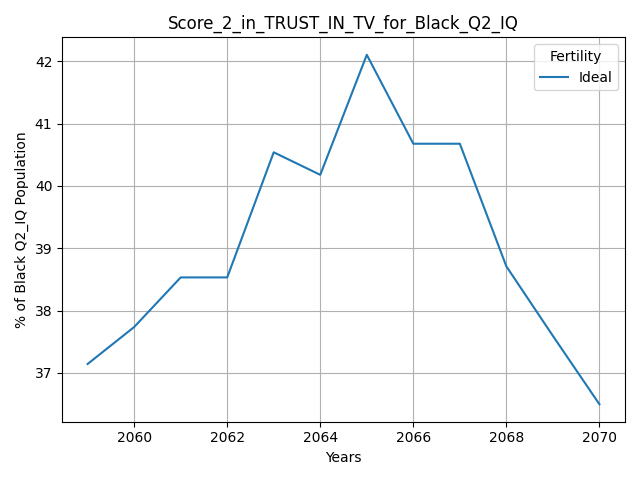 Score_2_in_TRUST_IN_TV_for_Black_Q2_IQ
% of Black Q2_IQ Population
42
41
40
39
38
37
Fertility
Ideal
2060 2062 2064 2066 2068 2070
Years